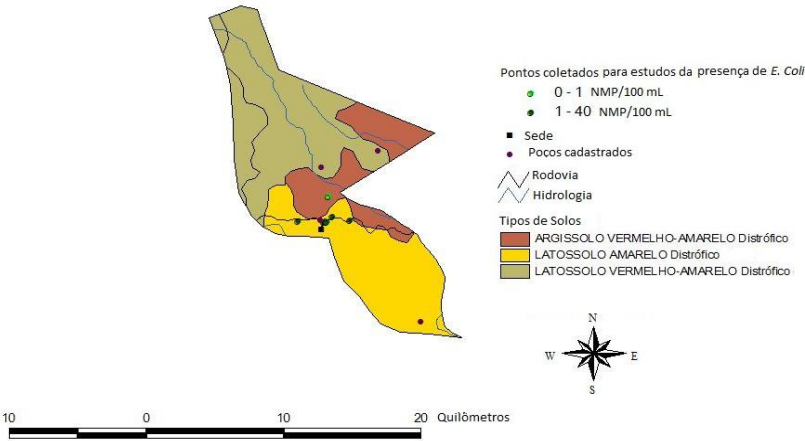 Pontos coletados para estudos da presença de E. Coli
0 - 1 NMP/100 mL
1 - 40 NMP/100 mL
Sede
Poços cadastrados
Rodovia
Hidrologia
Tipos de Solos
ARGISSOLO VERMELHO-AMARELO Distrófico
LATOSSOLO AMARELO Distrófico
LATOSSOLO VERMELHO-AMARELO Distrófico
N
W E
S
10 0 10 20 Quilômetros